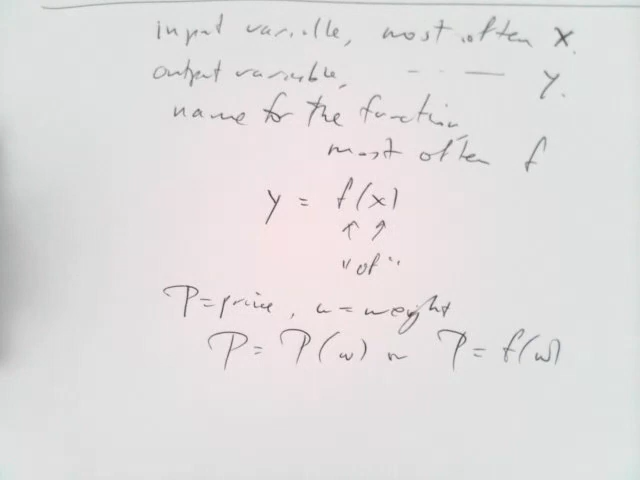 input variable, most often x.
output variable, - - — y.
name for the function,
most often f
y = f(x)
↑ ↑
"of"
P=price, w=weight
P= P(w) or P= f(w)